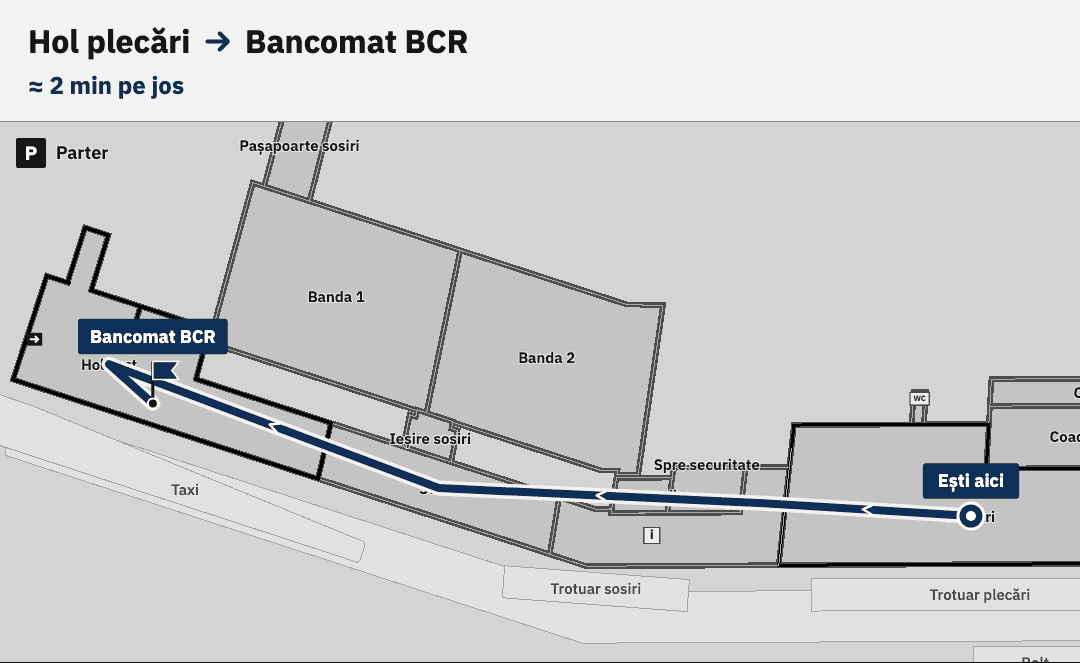 Hol plecări → Bancomat BCR
≈ 2 min pe jos
P Parter
Pașapoarte sosiri
Banda 1
Banda 2
Bancomat BCR
Ieșire sosiri
Spre securitate
wc
Ești aici
i
Taxi
Trotuar sosiri
Trotuar plecări